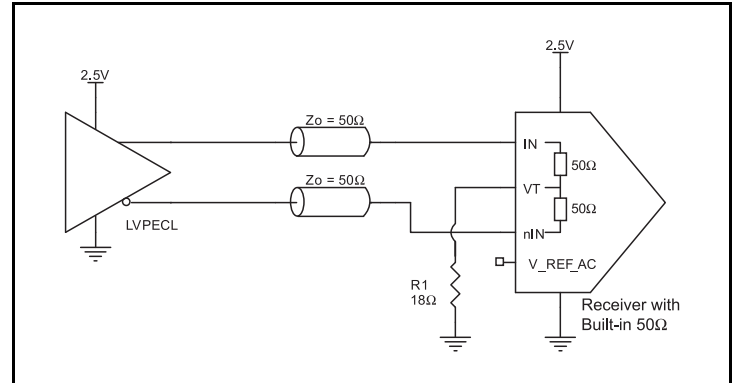 2.5V
2.5V
Zo = 50Ω
Zo = 50Ω
IN
50Ω
VT
50Ω
nIN
LVPECL
V_REF_AC
R1
18Ω
Receiver with
Built-in 50Ω